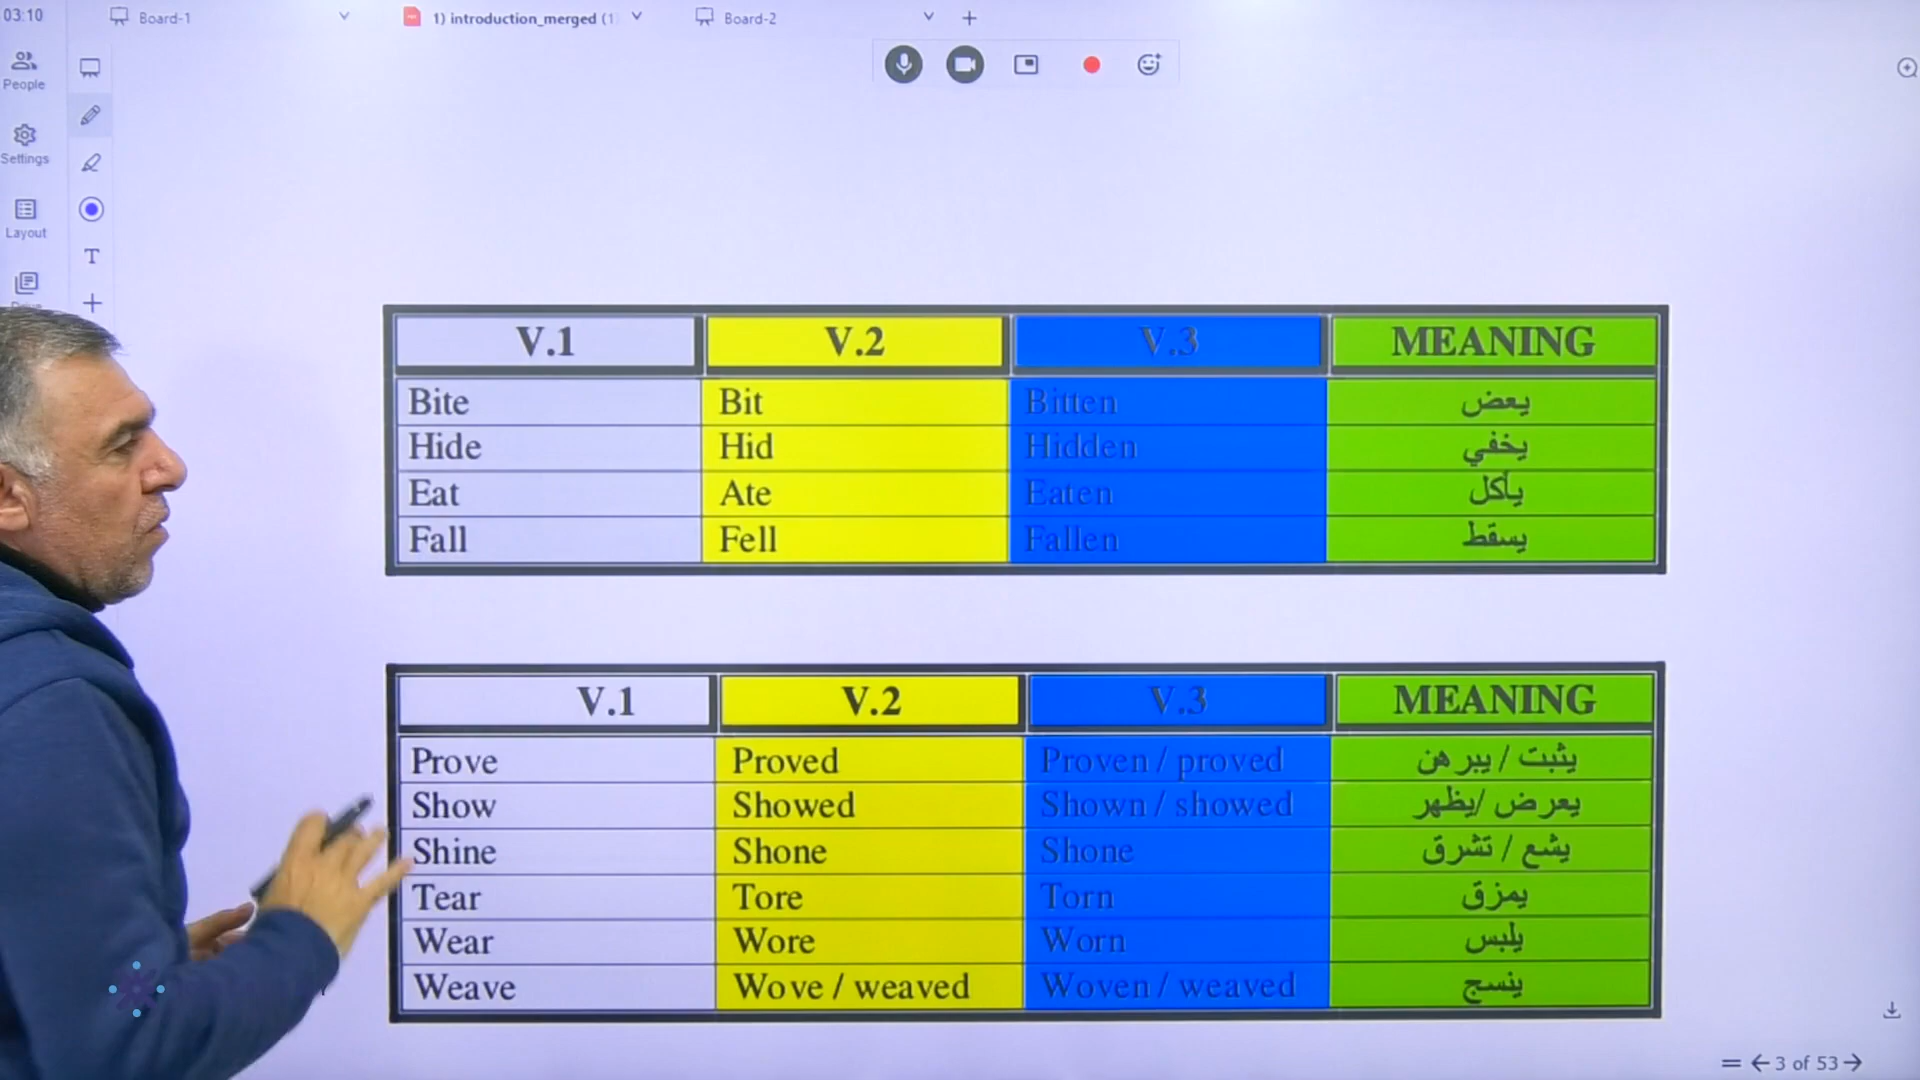 03:10
Board-1
1) introduction_merged (1
Board-2
People
Settings
Layout
T
V.1 V.2 V.3 MEANING
Bite Bit Bitten يعض
Hide Hid Hidden يخفي
Eat Ate Eaten يأكل
Fall Fell Fallen يسقط
V.1 V.2 V.3 MEANING
Prove Proved Proven / proved يثبت / يبرهن
Show Showed Shown / showed يعرض /يظهر
Shine Shone Shone يشع / تشرق
Tear Tore Torn يمزق
Wear Wore Worn يلبس
Weave Wove / weaved Woven / weaved ينسج
3 of 53